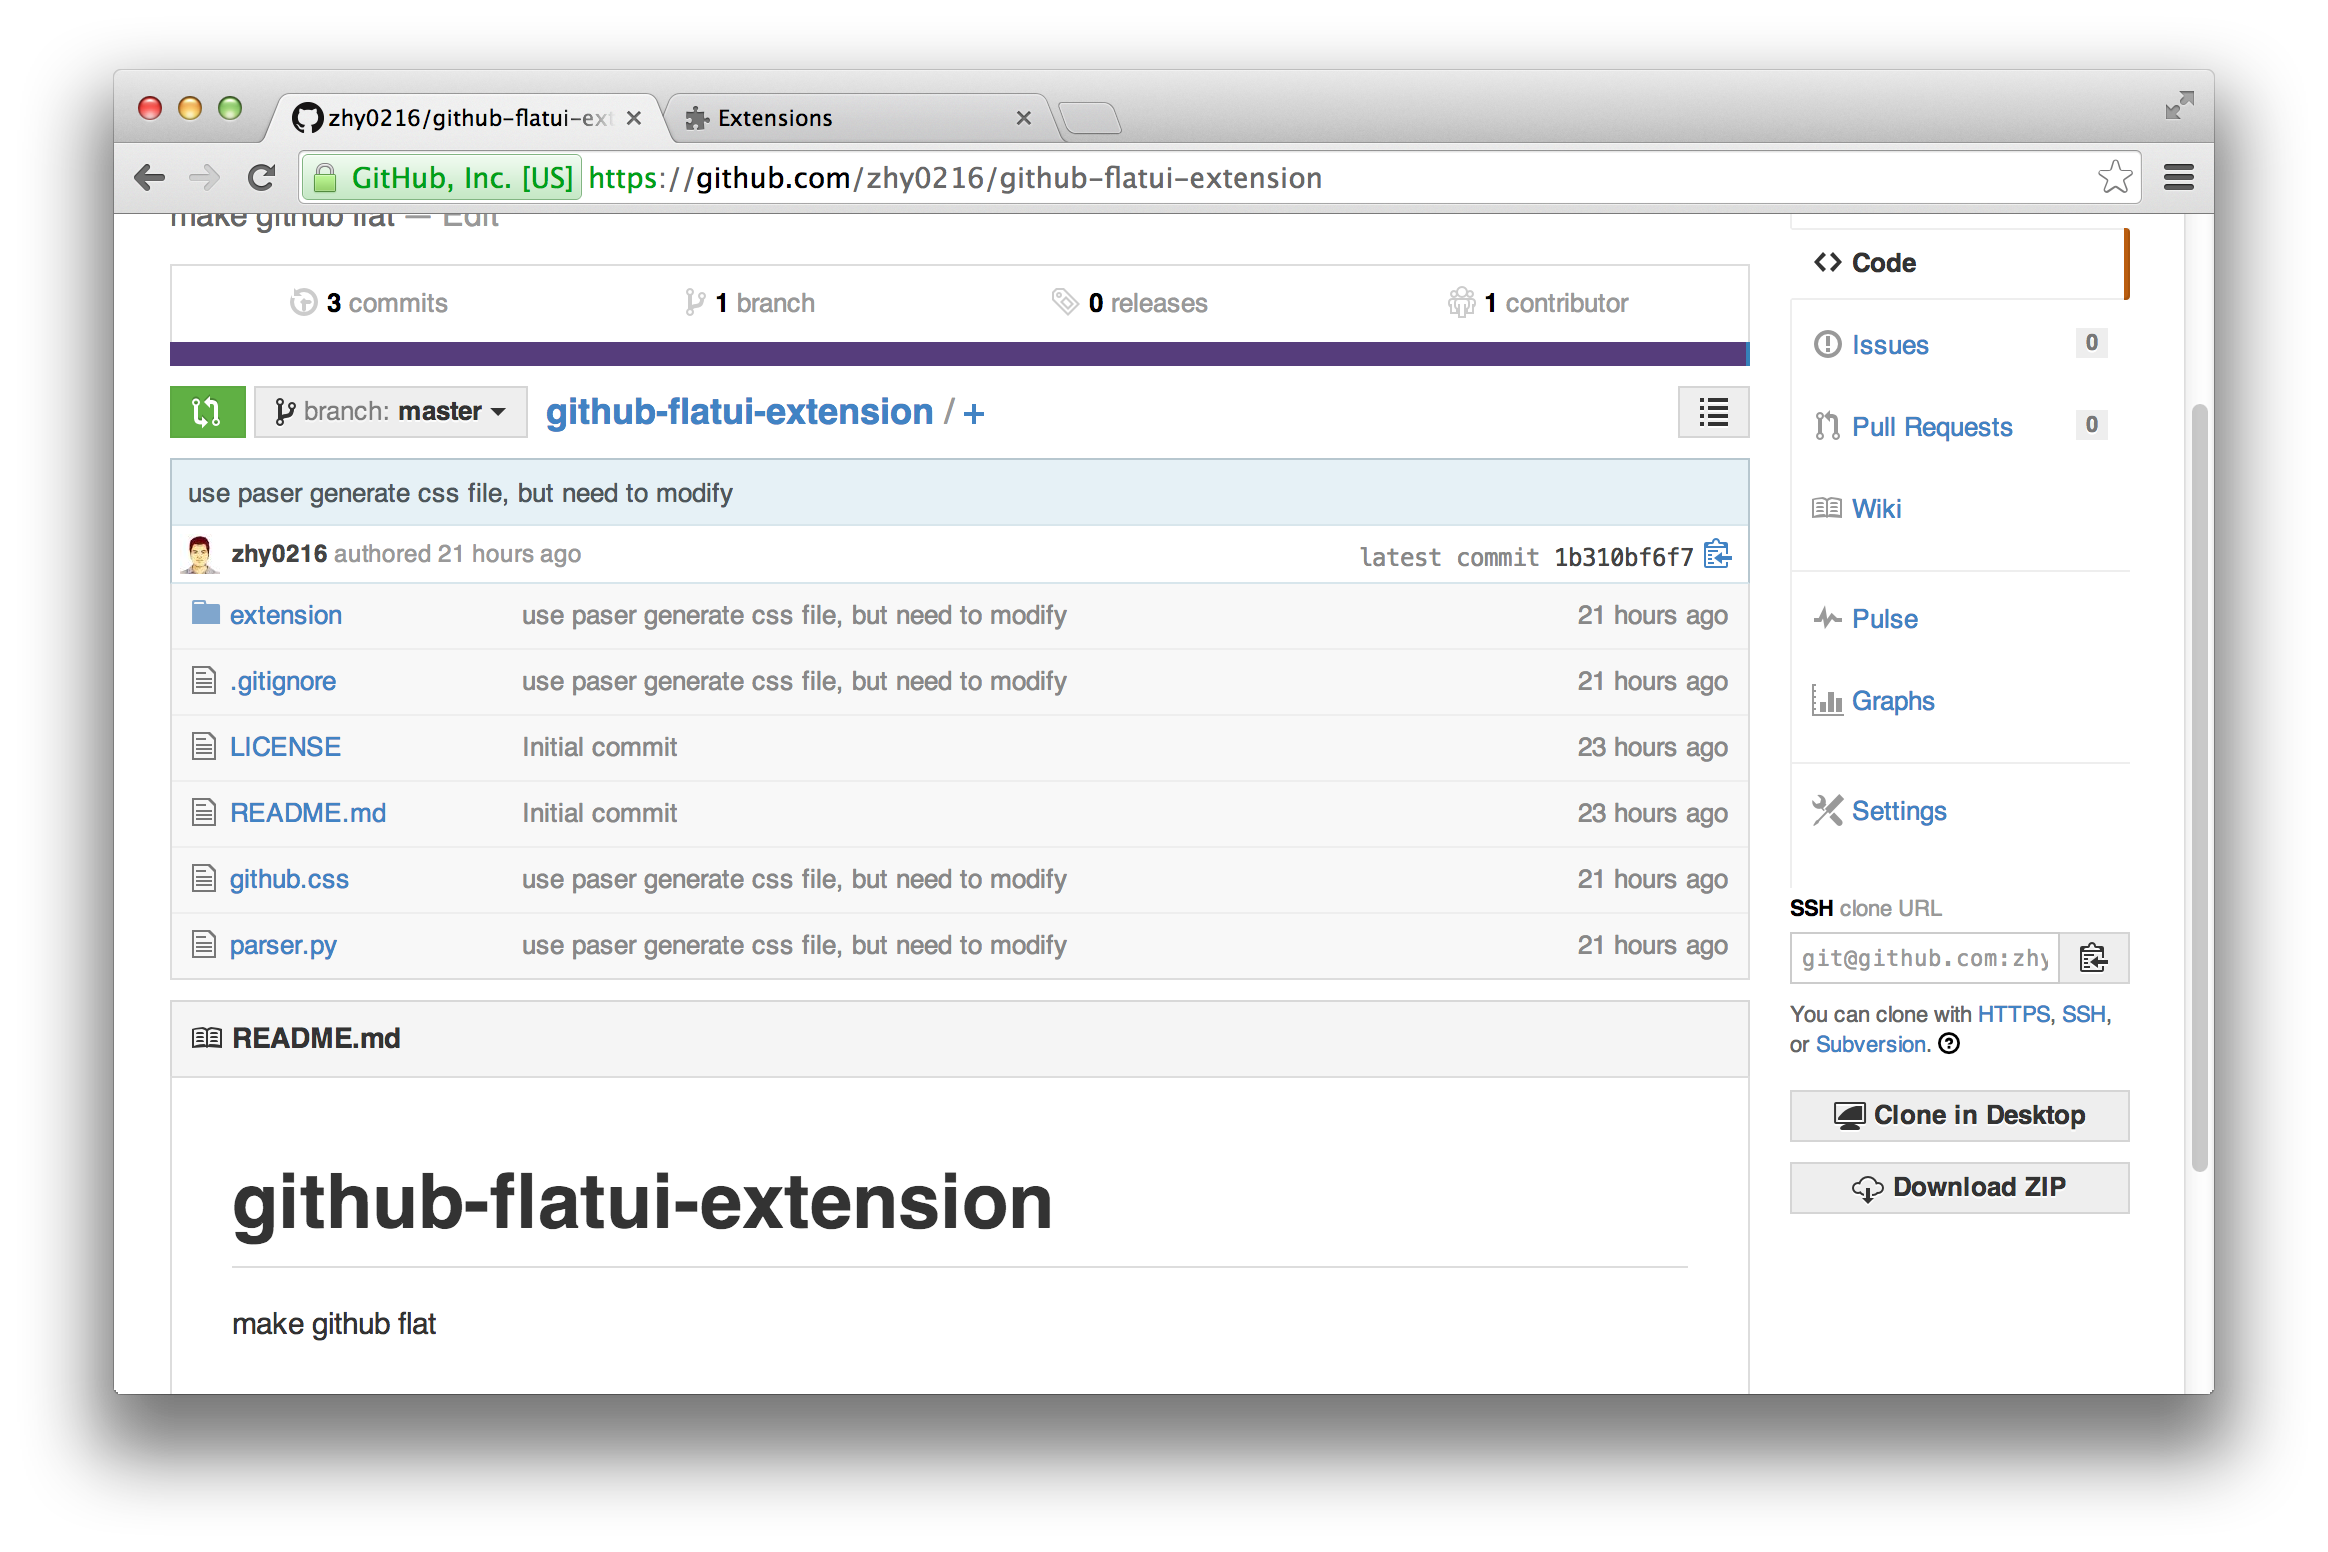 zhy0216/github-flatui-ext
Extensions
GitHub, Inc. [US] https://github.com/zhy0216/github-flatui-extension
make github flat — Edit
3 commits
1 branch
0 releases
1 contributor
branch: master
github-flatui-extension / +
use paser generate css file, but need to modify
zhy0216 authored 21 hours ago
latest commit 1b310bf6f7
extension use paser generate css file, but need to modify 21 hours ago
.gitignore use paser generate css file, but need to modify 21 hours ago
LICENSE Initial commit 23 hours ago
README.md Initial commit 23 hours ago
github.css use paser generate css file, but need to modify 21 hours ago
parser.py use paser generate css file, but need to modify 21 hours ago
README.md
github-flatui-extension
make github flat
Code
Issues 0
Pull Requests 0
Wiki
Pulse
Graphs
Settings
SSH clone URL
git@github.com:zhy
You can clone with HTTPS, SSH,
or Subversion.
Clone in Desktop
Download ZIP